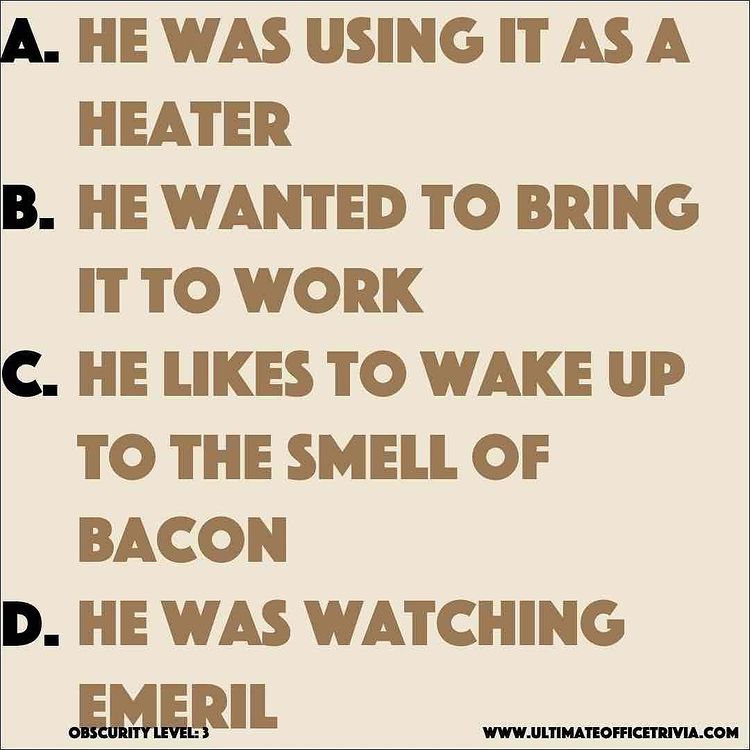 A. HE WAS USING IT AS A
HEATER
B. HE WANTED TO BRING
IT TO WORK
C. HE LIKES TO WAKE UP
TO THE SMELL OF
BACON
D. HE WAS WATCHING
EMERIL
OBSCURITY LEVEL: 3
WWW.ULTIMATEOFFICETRIVIA.COM